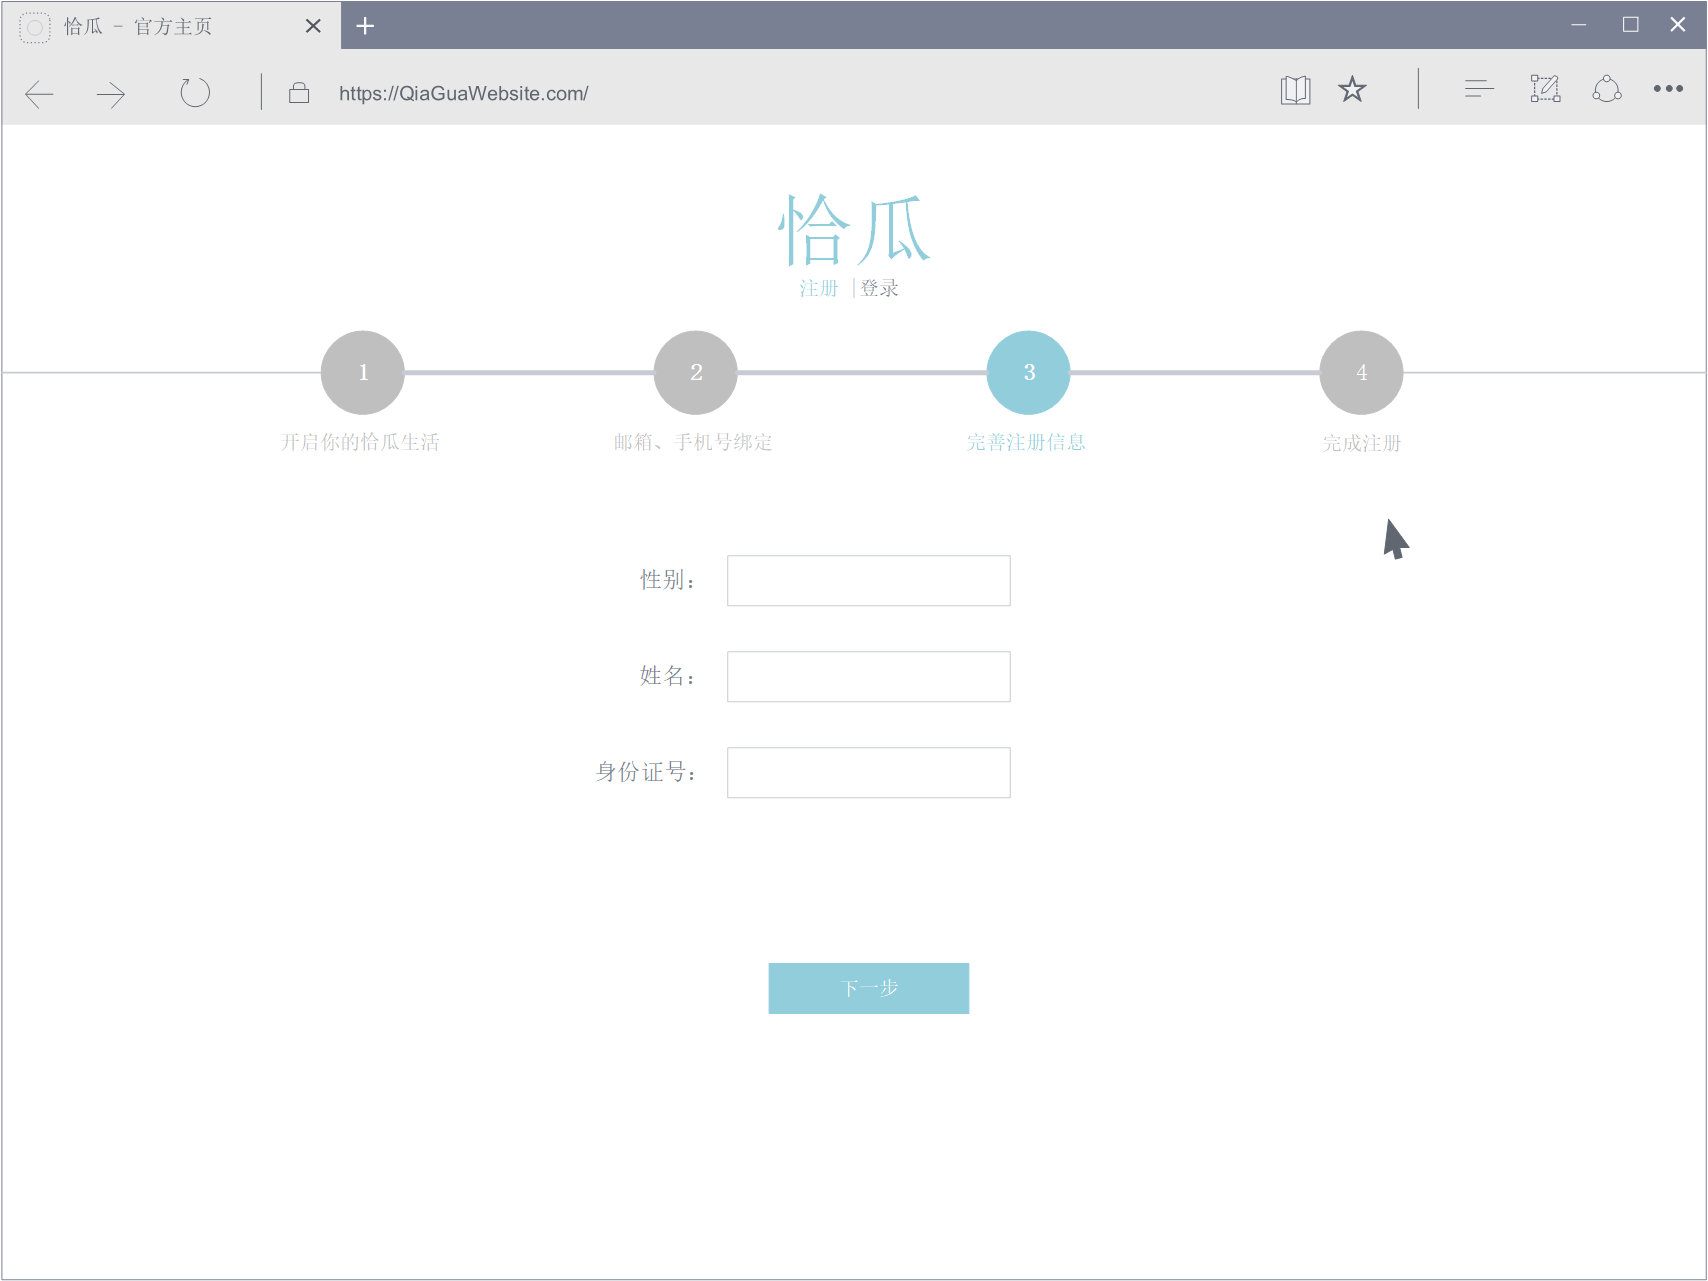 恰瓜 - 官方主页
https://QiaGuaWebsite.com/
恰瓜
注册 |登录
1 2 3 4
开启你的恰瓜生活 邮箱、手机号绑定 完善注册信息 完成注册
性别：
姓名：
身份证号：
下一步